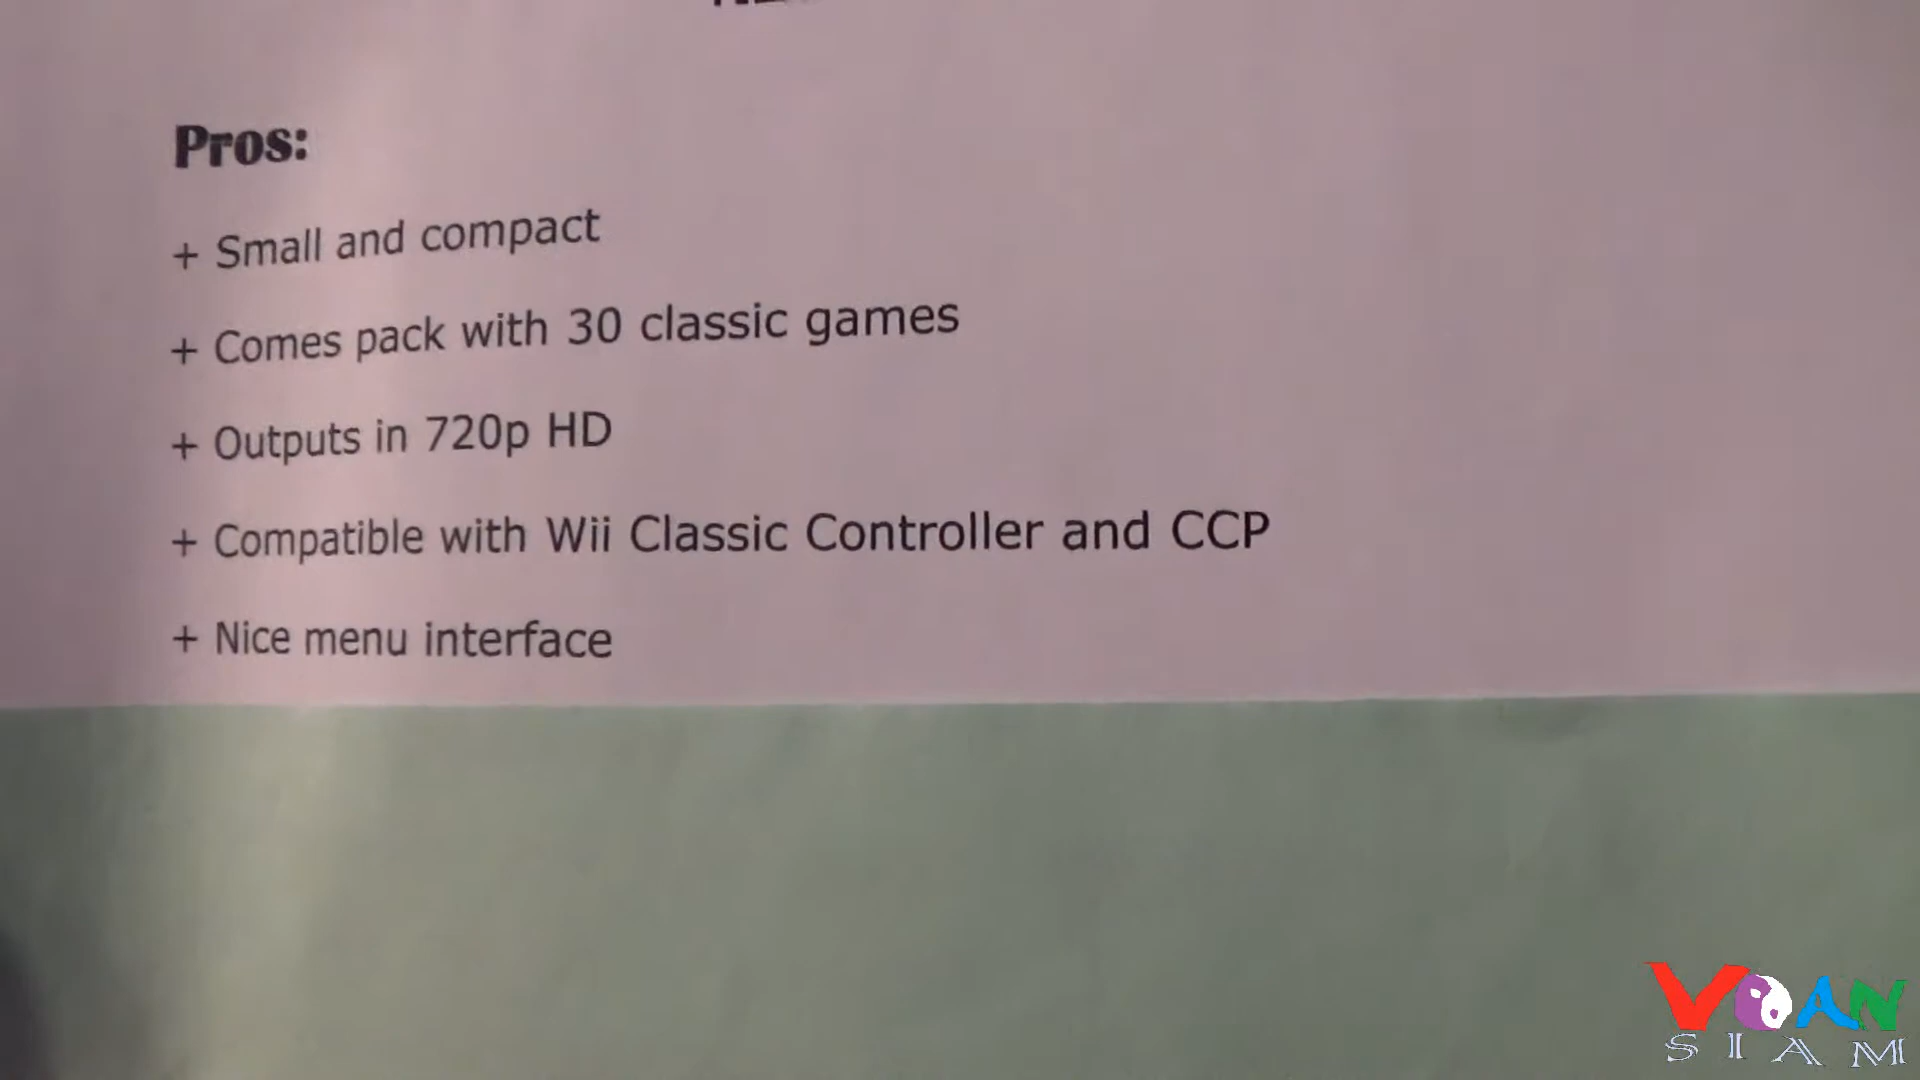 Pros:
+ Small and compact
+ Comes pack with 30 classic games
+ Outputs in 720p HD
+ Compatible with Wii Classic Controller and CCP
+ Nice menu interface
VOAN
SIAM